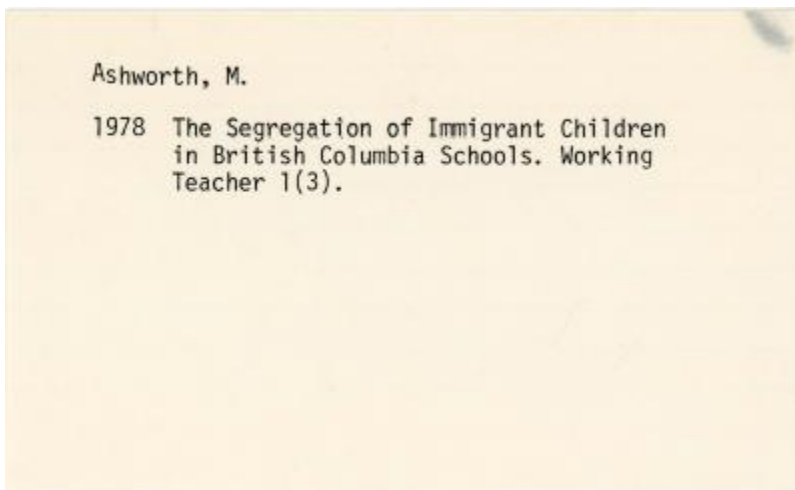 Ashworth, M.
1978 The Segregation of Immigrant Children
in British Columbia Schools. Working
Teacher 1(3).